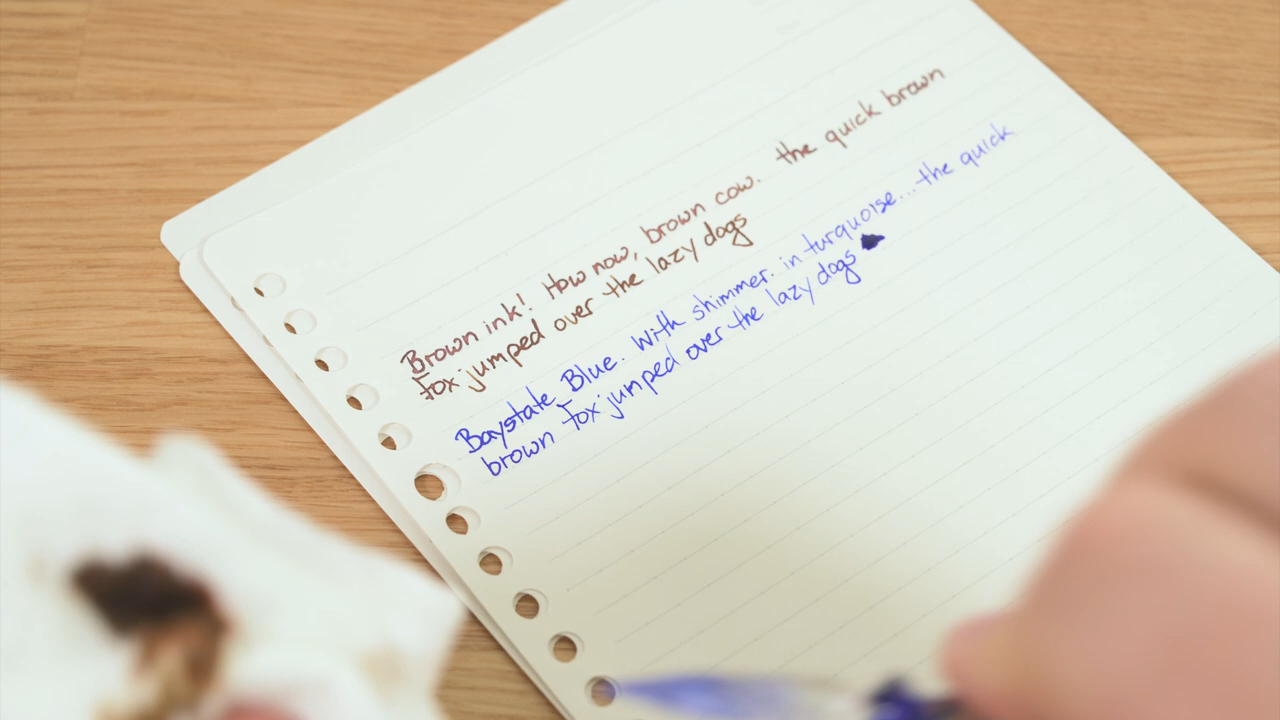 Brown ink! How now, brown cow. the quick brown
fox jumped over the lazy dogs
Baystate Blue. With shimmer. in turquoise... the quick
brown fox jumped over the lazy dogs